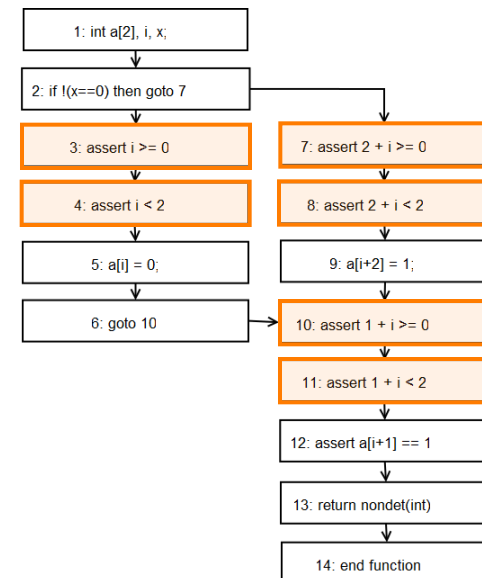 1: int a[2], i, x;
2: if !(x==0) then goto 7
3: assert i >= 0
4: assert i < 2
5: a[i] = 0;
6: goto 10
7: assert 2 + i >= 0
8: assert 2 + i < 2
9: a[i+2] = 1;
10: assert 1 + i >= 0
11: assert 1 + i < 2
12: assert a[i+1] == 1
13: return nondet(int)
14: end function